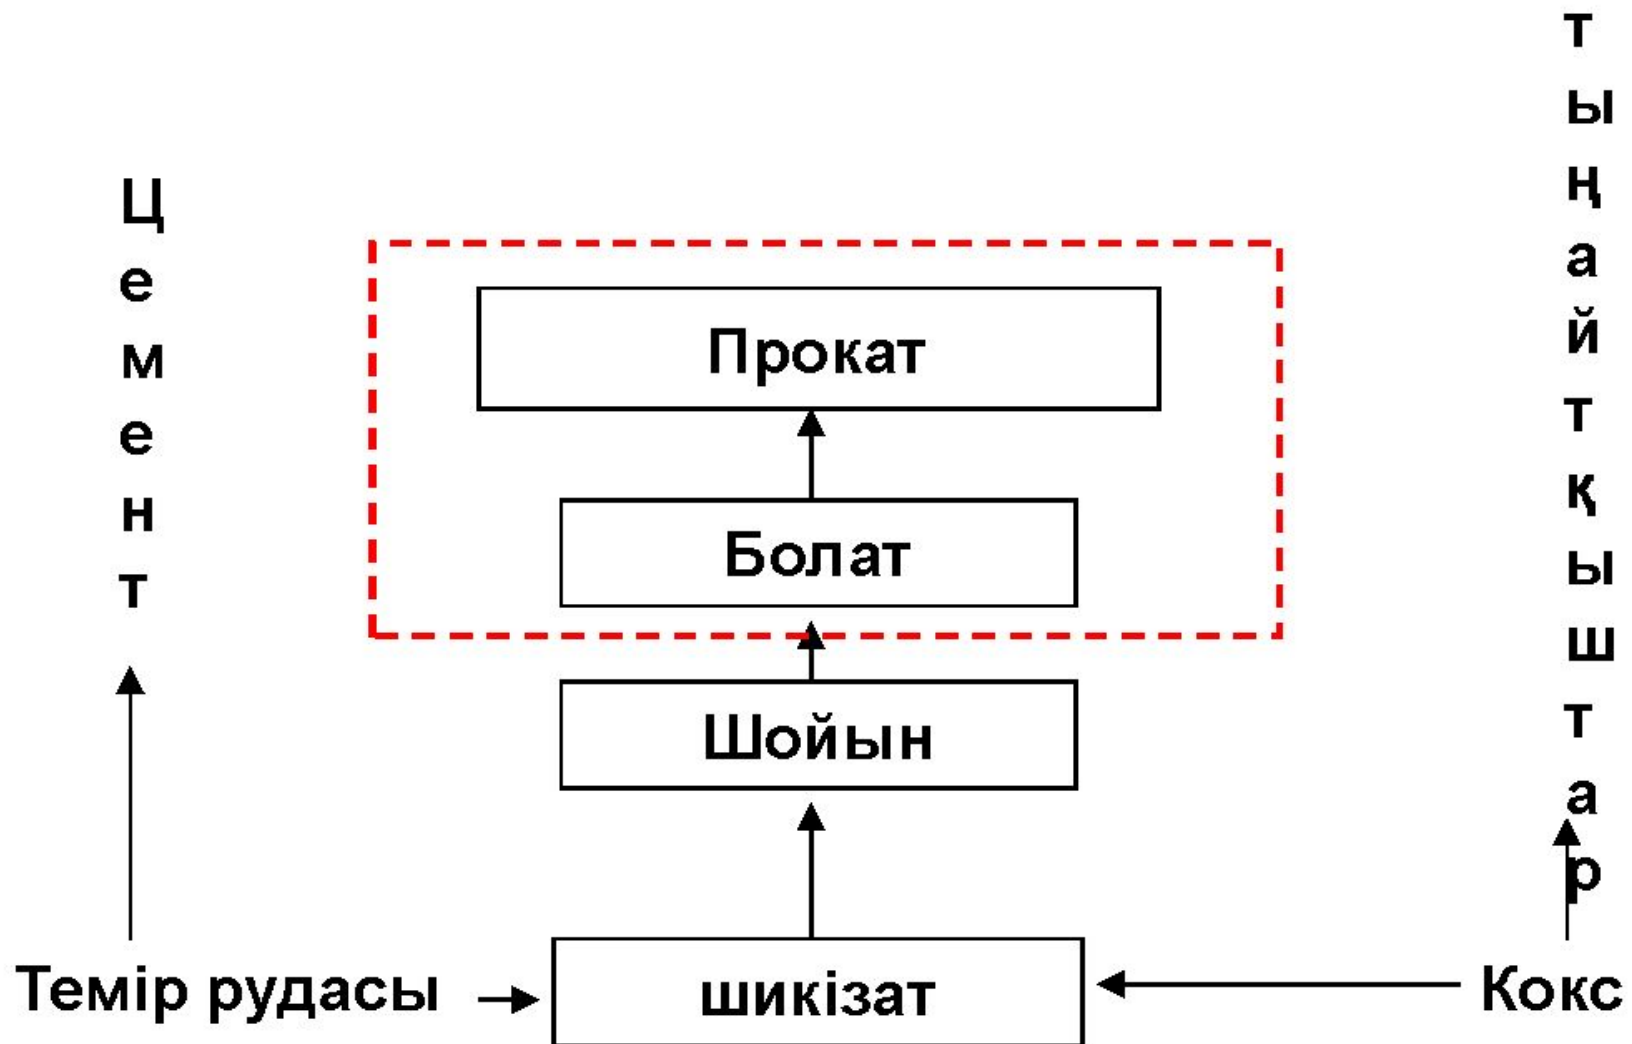 Цемент
Прокат
Болат
Шойын
Темір рудасы
шикізат
Кокс
тыңайтқыштар